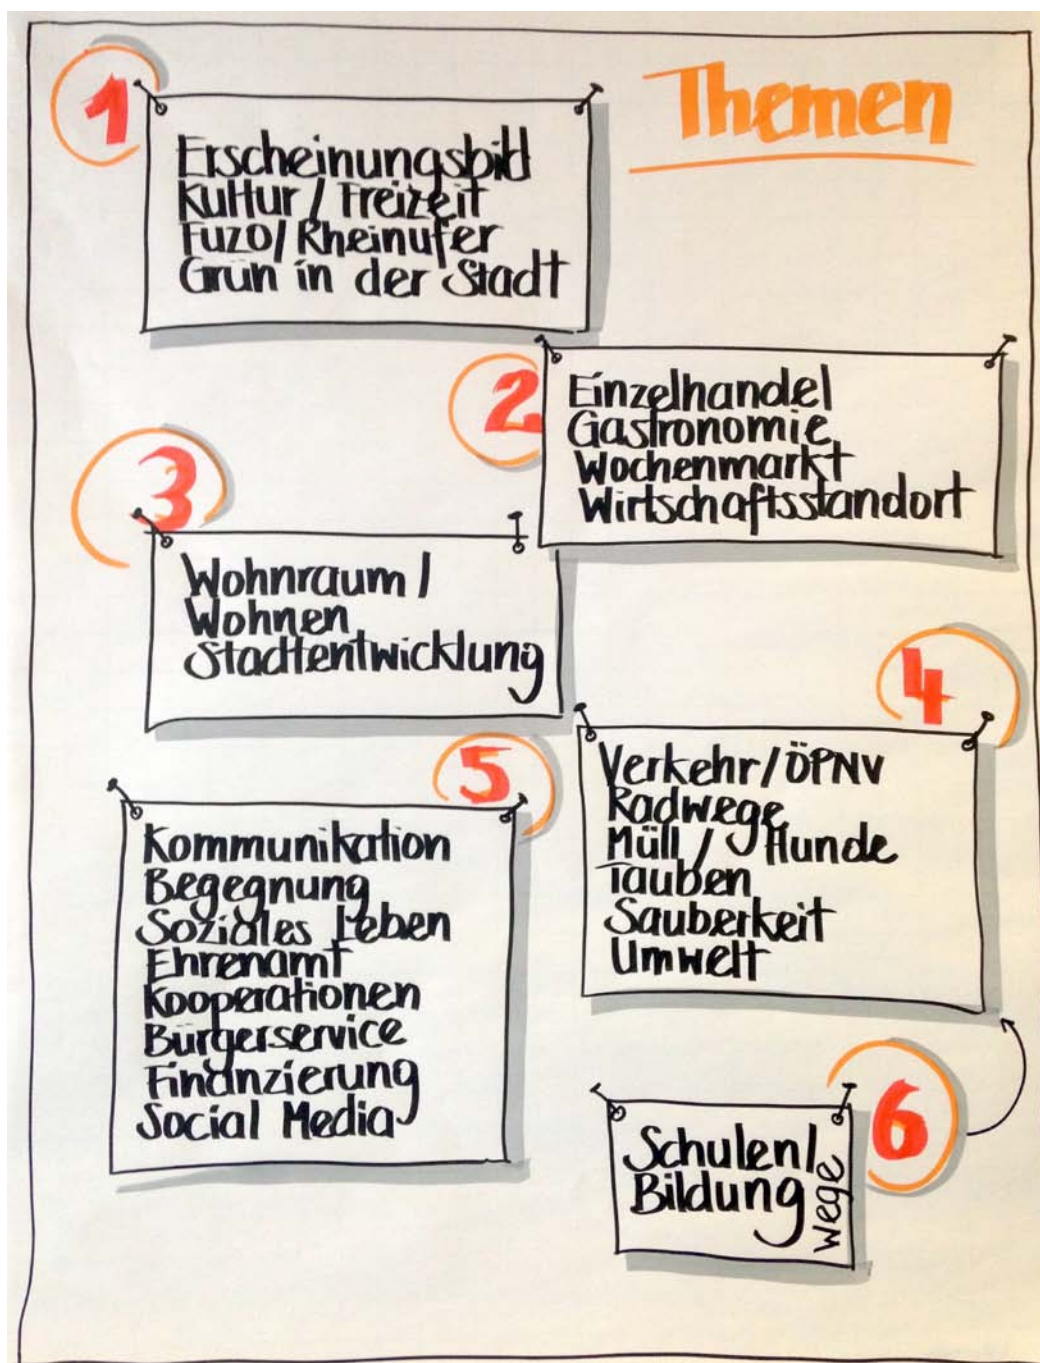 Themen
1
Erscheinungsbild
Kultur / Freizeit
Fuzo/ Rheinufer
Grün in der Stadt
2
Einzelhandel
Gastronomie
Wochenmarkt
Wirtschaftsstandort
3
Wohnraum /
Wohnen
Stadtentwicklung
4
Verkehr/ÖPNV
Radwege
Müll / Hunde
Tauben
Sauberkeit
Umwelt
5
Kommunikation
Begegnung
Soziales Leben
Ehrenamt
Kooperationen
Bürgerservice
Finanzierung
Social Media
6
Schulen/
Bildung
wege